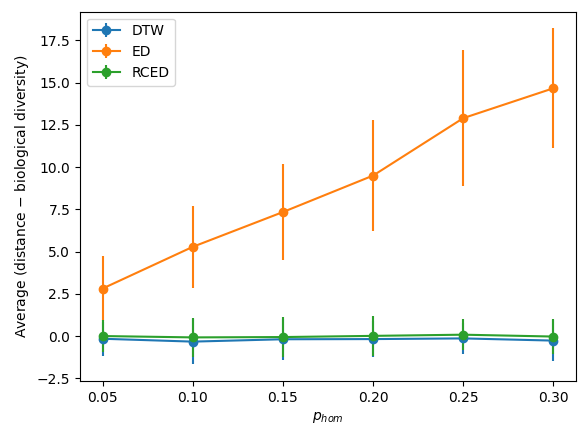 DTW
ED
RCED
17.5
15.0
12.5
10.0
7.5
5.0
2.5
0.0
−2.5
Average (distance − biological diversity)
0.05 0.10 0.15 0.20 0.25 0.30
p_hom